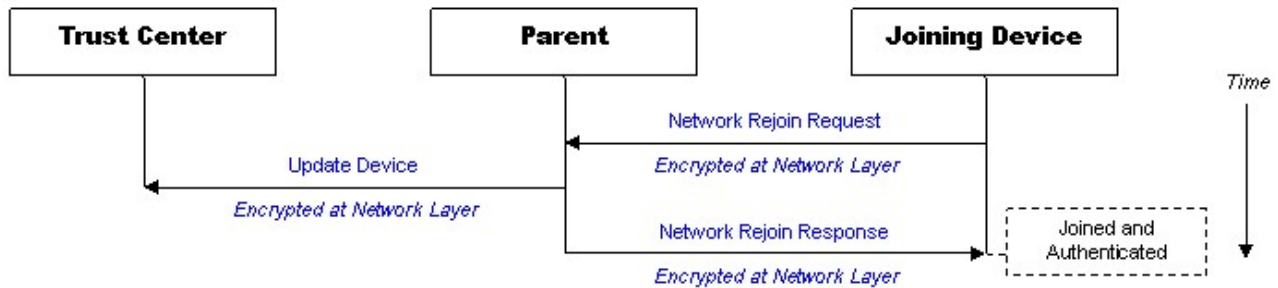 Trust Center
Parent
Joining Device
Time
Network Rejoin Request
Encrypted at Network Layer
Update Device
Encrypted at Network Layer
Network Rejoin Response
Encrypted at Network Layer
Joined and
Authenticated